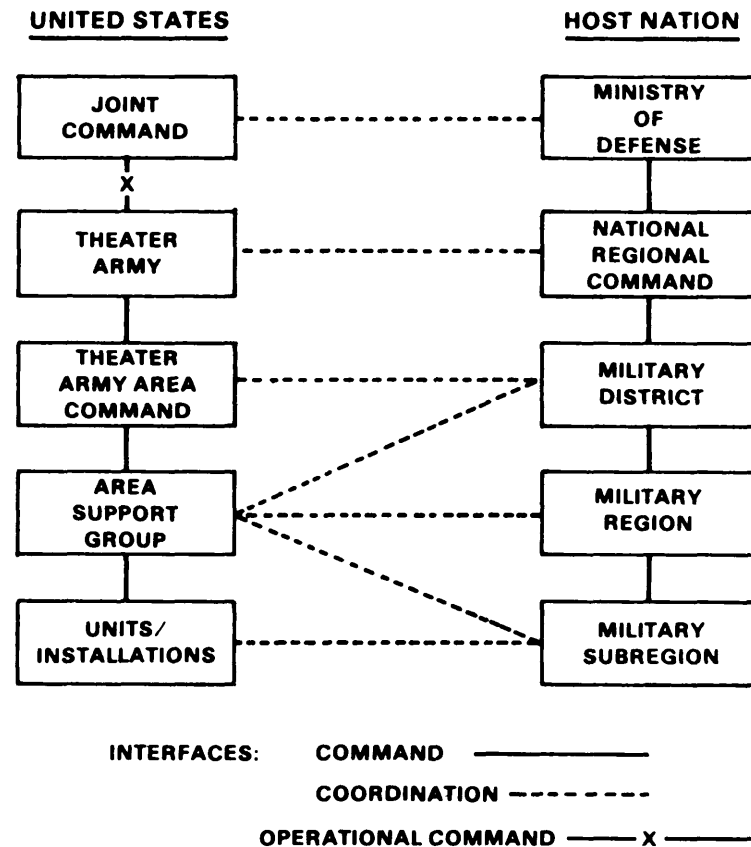 UNITED STATES
HOST NATION
JOINT
COMMAND
MINISTRY
OF
DEFENSE
X
THEATER
ARMY
NATIONAL
REGIONAL
COMMAND
THEATER
ARMY AREA
COMMAND
MILITARY
DISTRICT
AREA
SUPPORT
GROUP
MILITARY
REGION
UNITS/
INSTALLATIONS
MILITARY
SUBREGION
INTERFACES: COMMAND
COORDINATION
OPERATIONAL COMMAND X